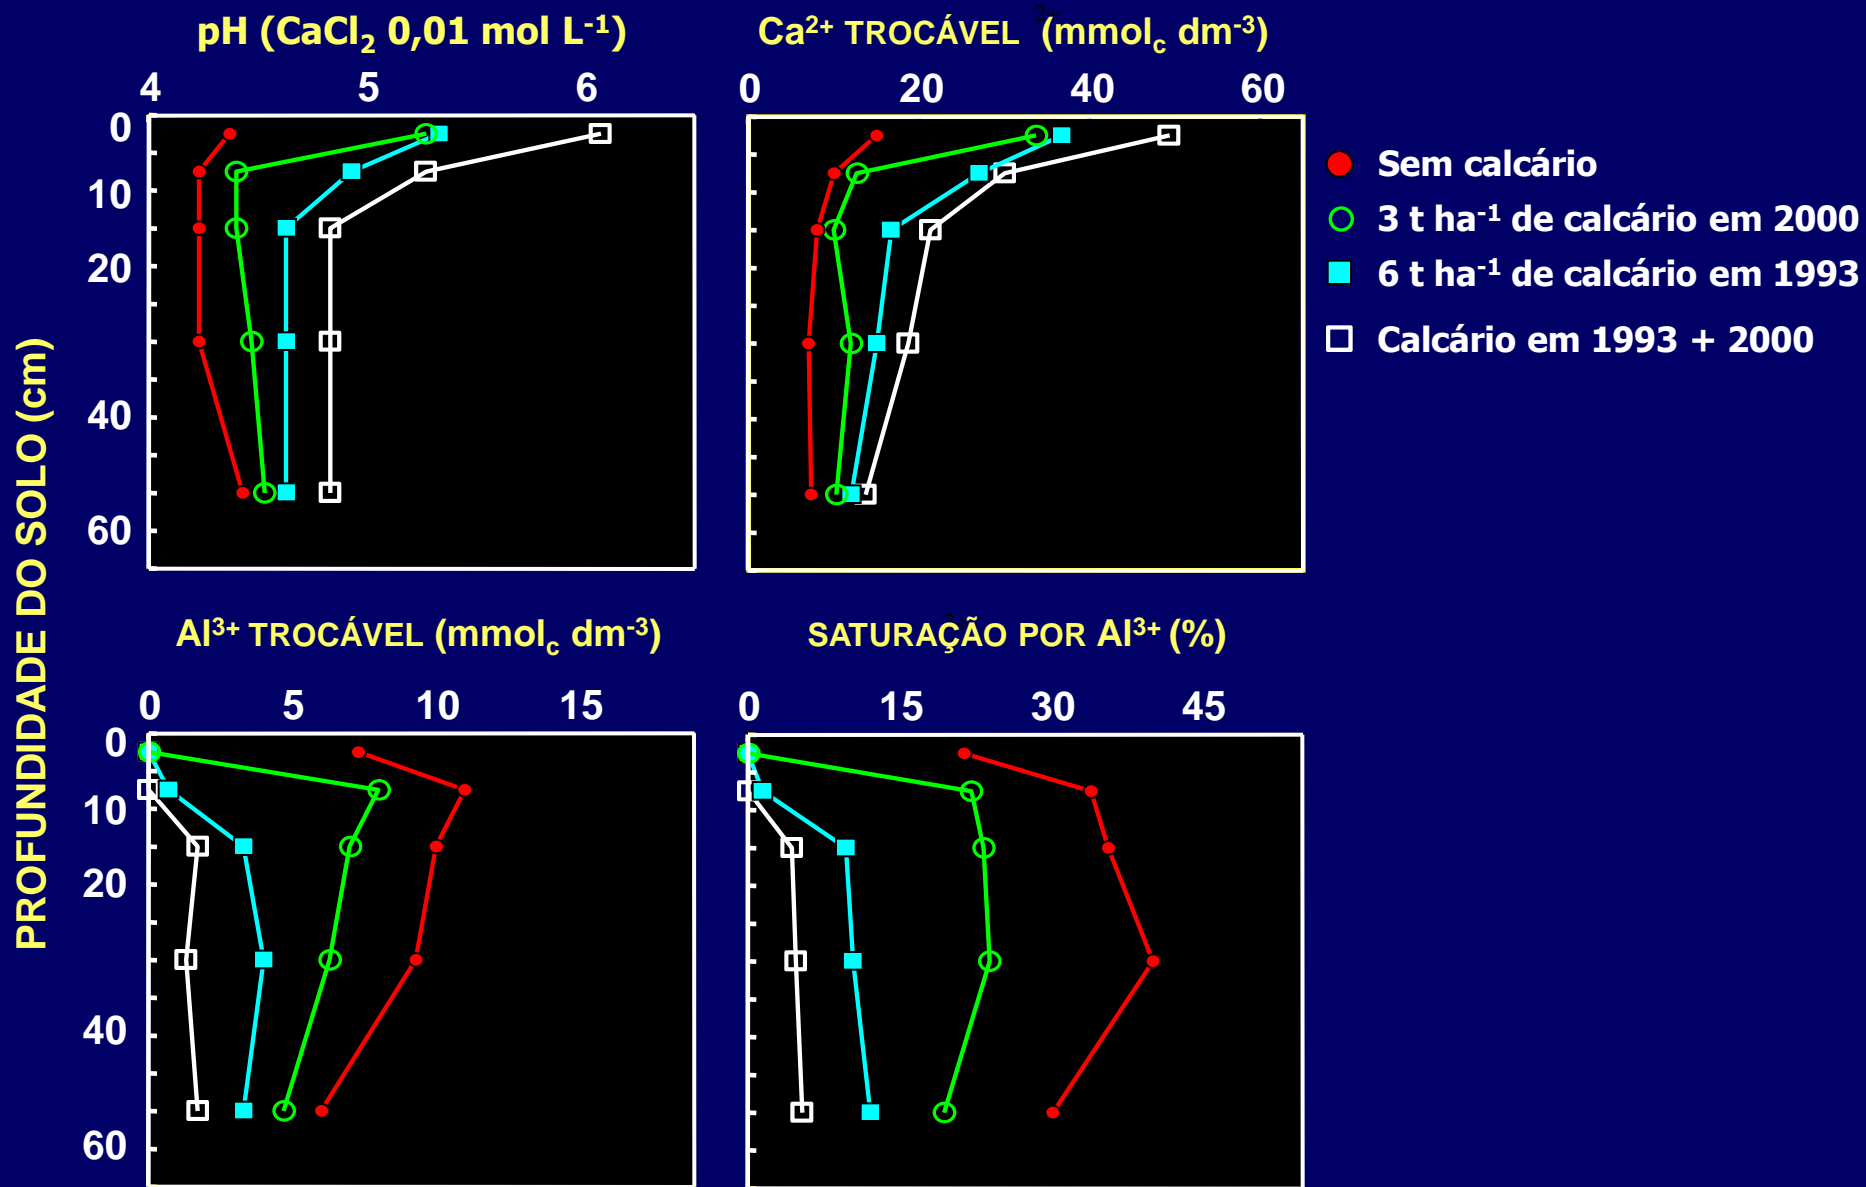 pH (CaCl₂ 0,01 mol L⁻¹)
4 5 6
0
10
20
40
60
2+
Ca²⁺ TROCÁVEL (mmol_c dm⁻³)
0 20 40 60
Sem calcário
3 t ha⁻¹ de calcário em 2000
6 t ha⁻¹ de calcário em 1993
Calcário em 1993 + 2000
PROFUNDIDADE DO SOLO (cm)
Al³⁺ TROCÁVEL (mmol_c dm⁻³)
0 5 10 15
0
10
20
40
60
SATURAÇÃO POR Al³⁺ (%)
0 15 30 45